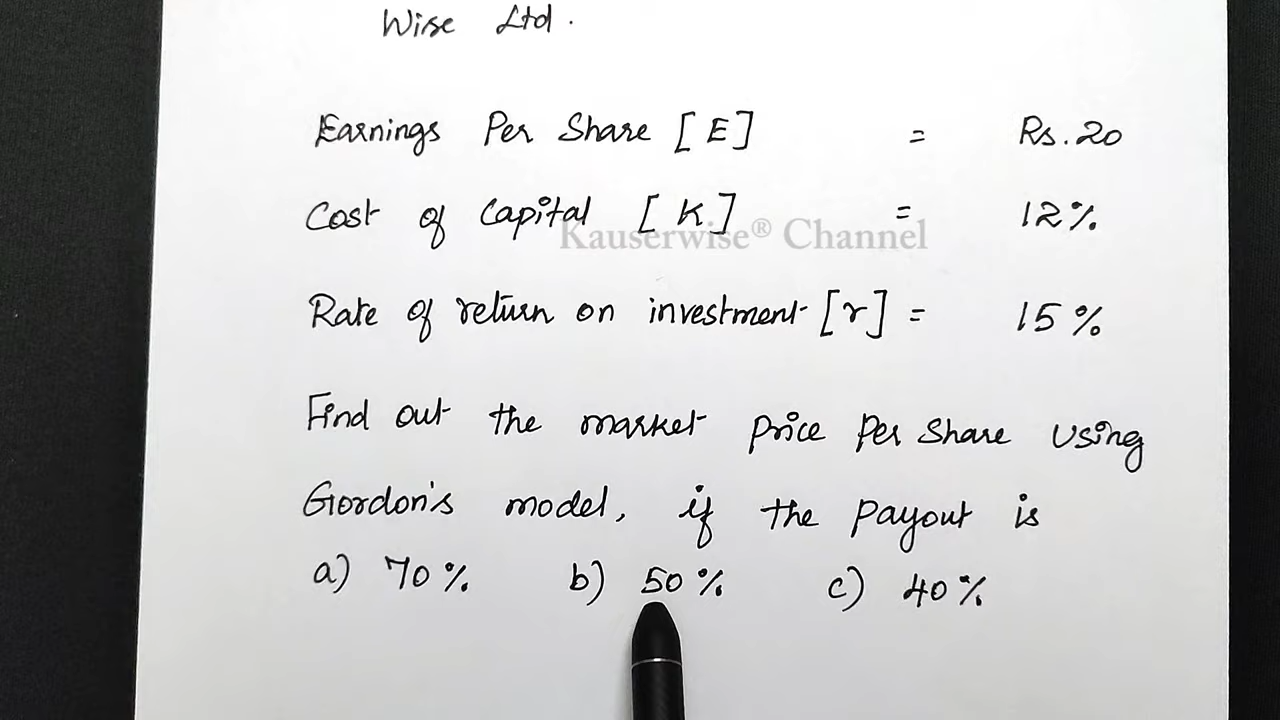 Wise Ltd.
Earnings Per Share [E] = Rs.20
Cost of Capital [K] = 12%
Kauserwise® Channel
Rate of return on investment [r] = 15%
Find out the market price per share using
Gordon's model, if the payout is
a) 70% b) 50% c) 40%